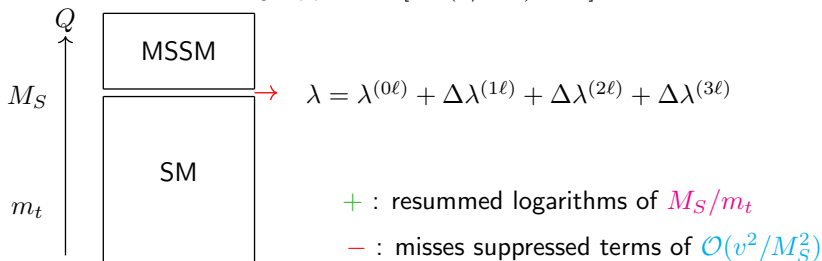 Q
MSSM
M_S
λ = λ^{(0ℓ)} + Δλ^{(1ℓ)} + Δλ^{(2ℓ)} + Δλ^{(3ℓ)}
SM
+ : resummed logarithms of M_S/m_t
m_t
− : misses suppressed terms of O(v^2/M_S^2)